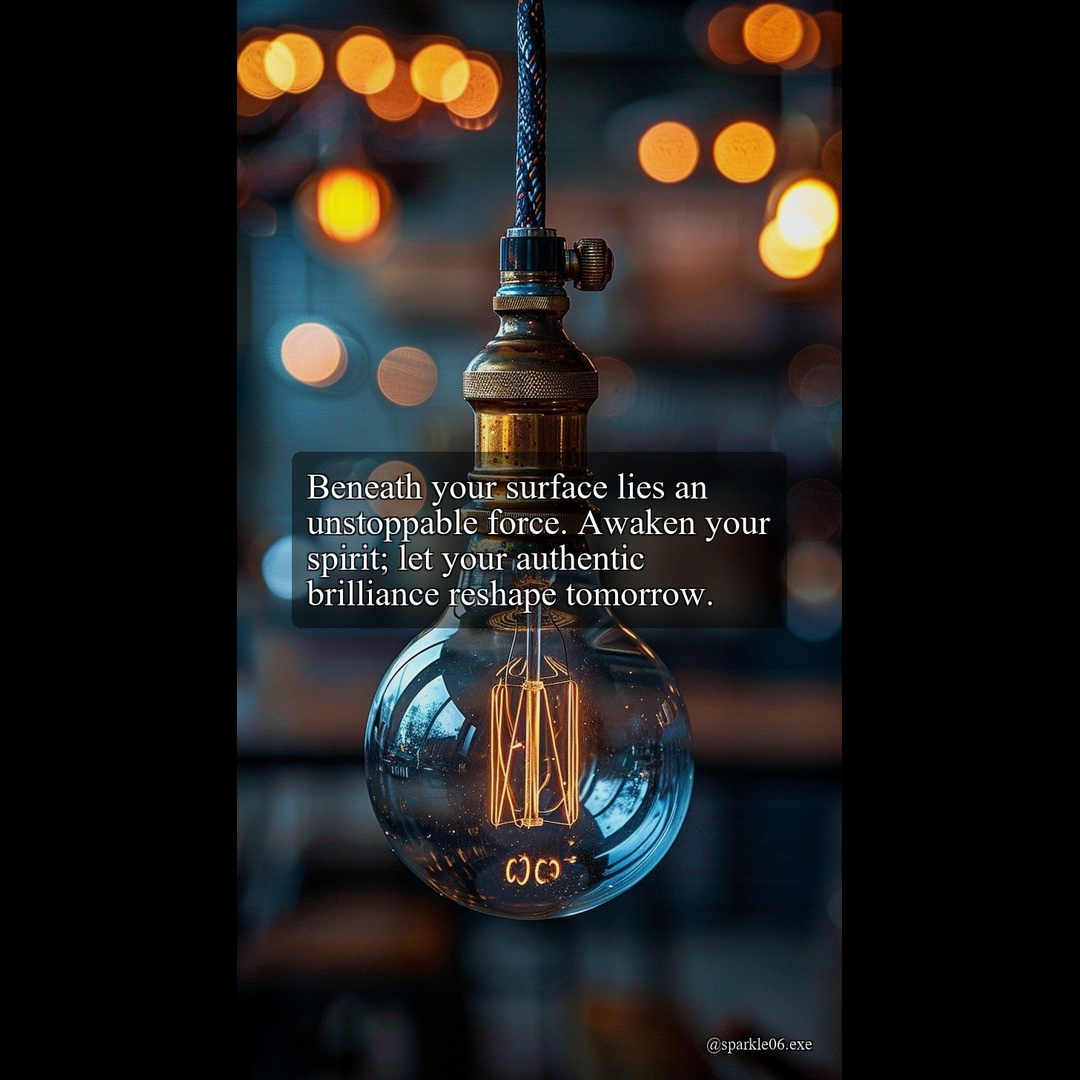 Beneath your surface lies an
unstoppable force. Awaken your
spirit; let your authentic
brilliance reshape tomorrow.
@sparkle06.exe